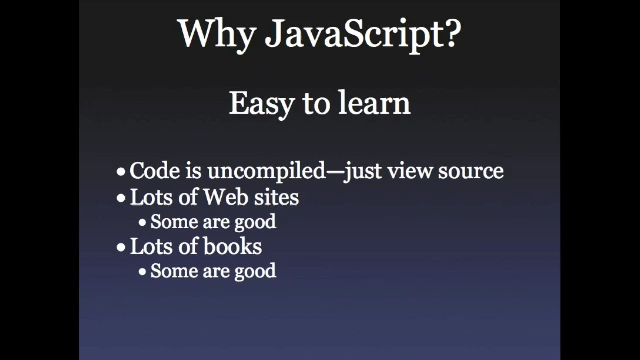 Why JavaScript?
Easy to learn
•Code is uncompiled—just view source
•Lots of Web sites
•Some are good
•Lots of books
•Some are good